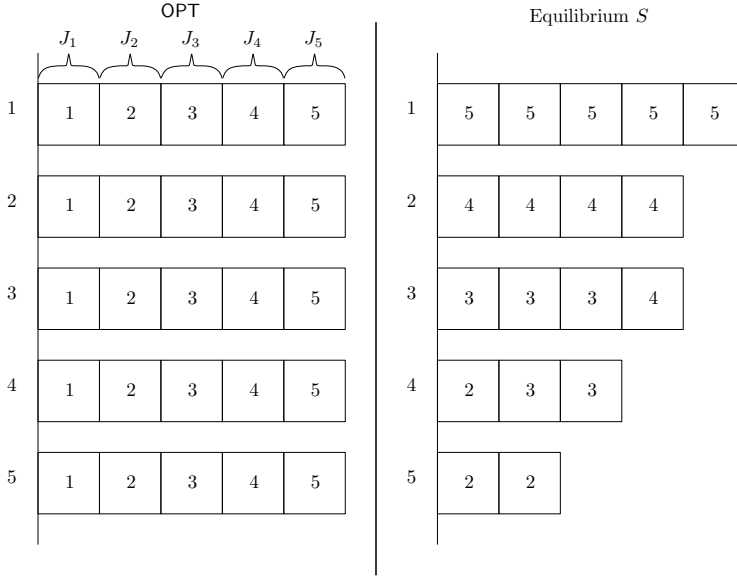 OPT
J1 J2 J3 J4 J5
1 1 2 3 4 5
2 1 2 3 4 5
3 1 2 3 4 5
4 1 2 3 4 5
5 1 2 3 4 5
Equilibrium S
1 5 5 5 5 5
2 4 4 4 4
3 3 3 3 4
4 2 3 3
5 2 2